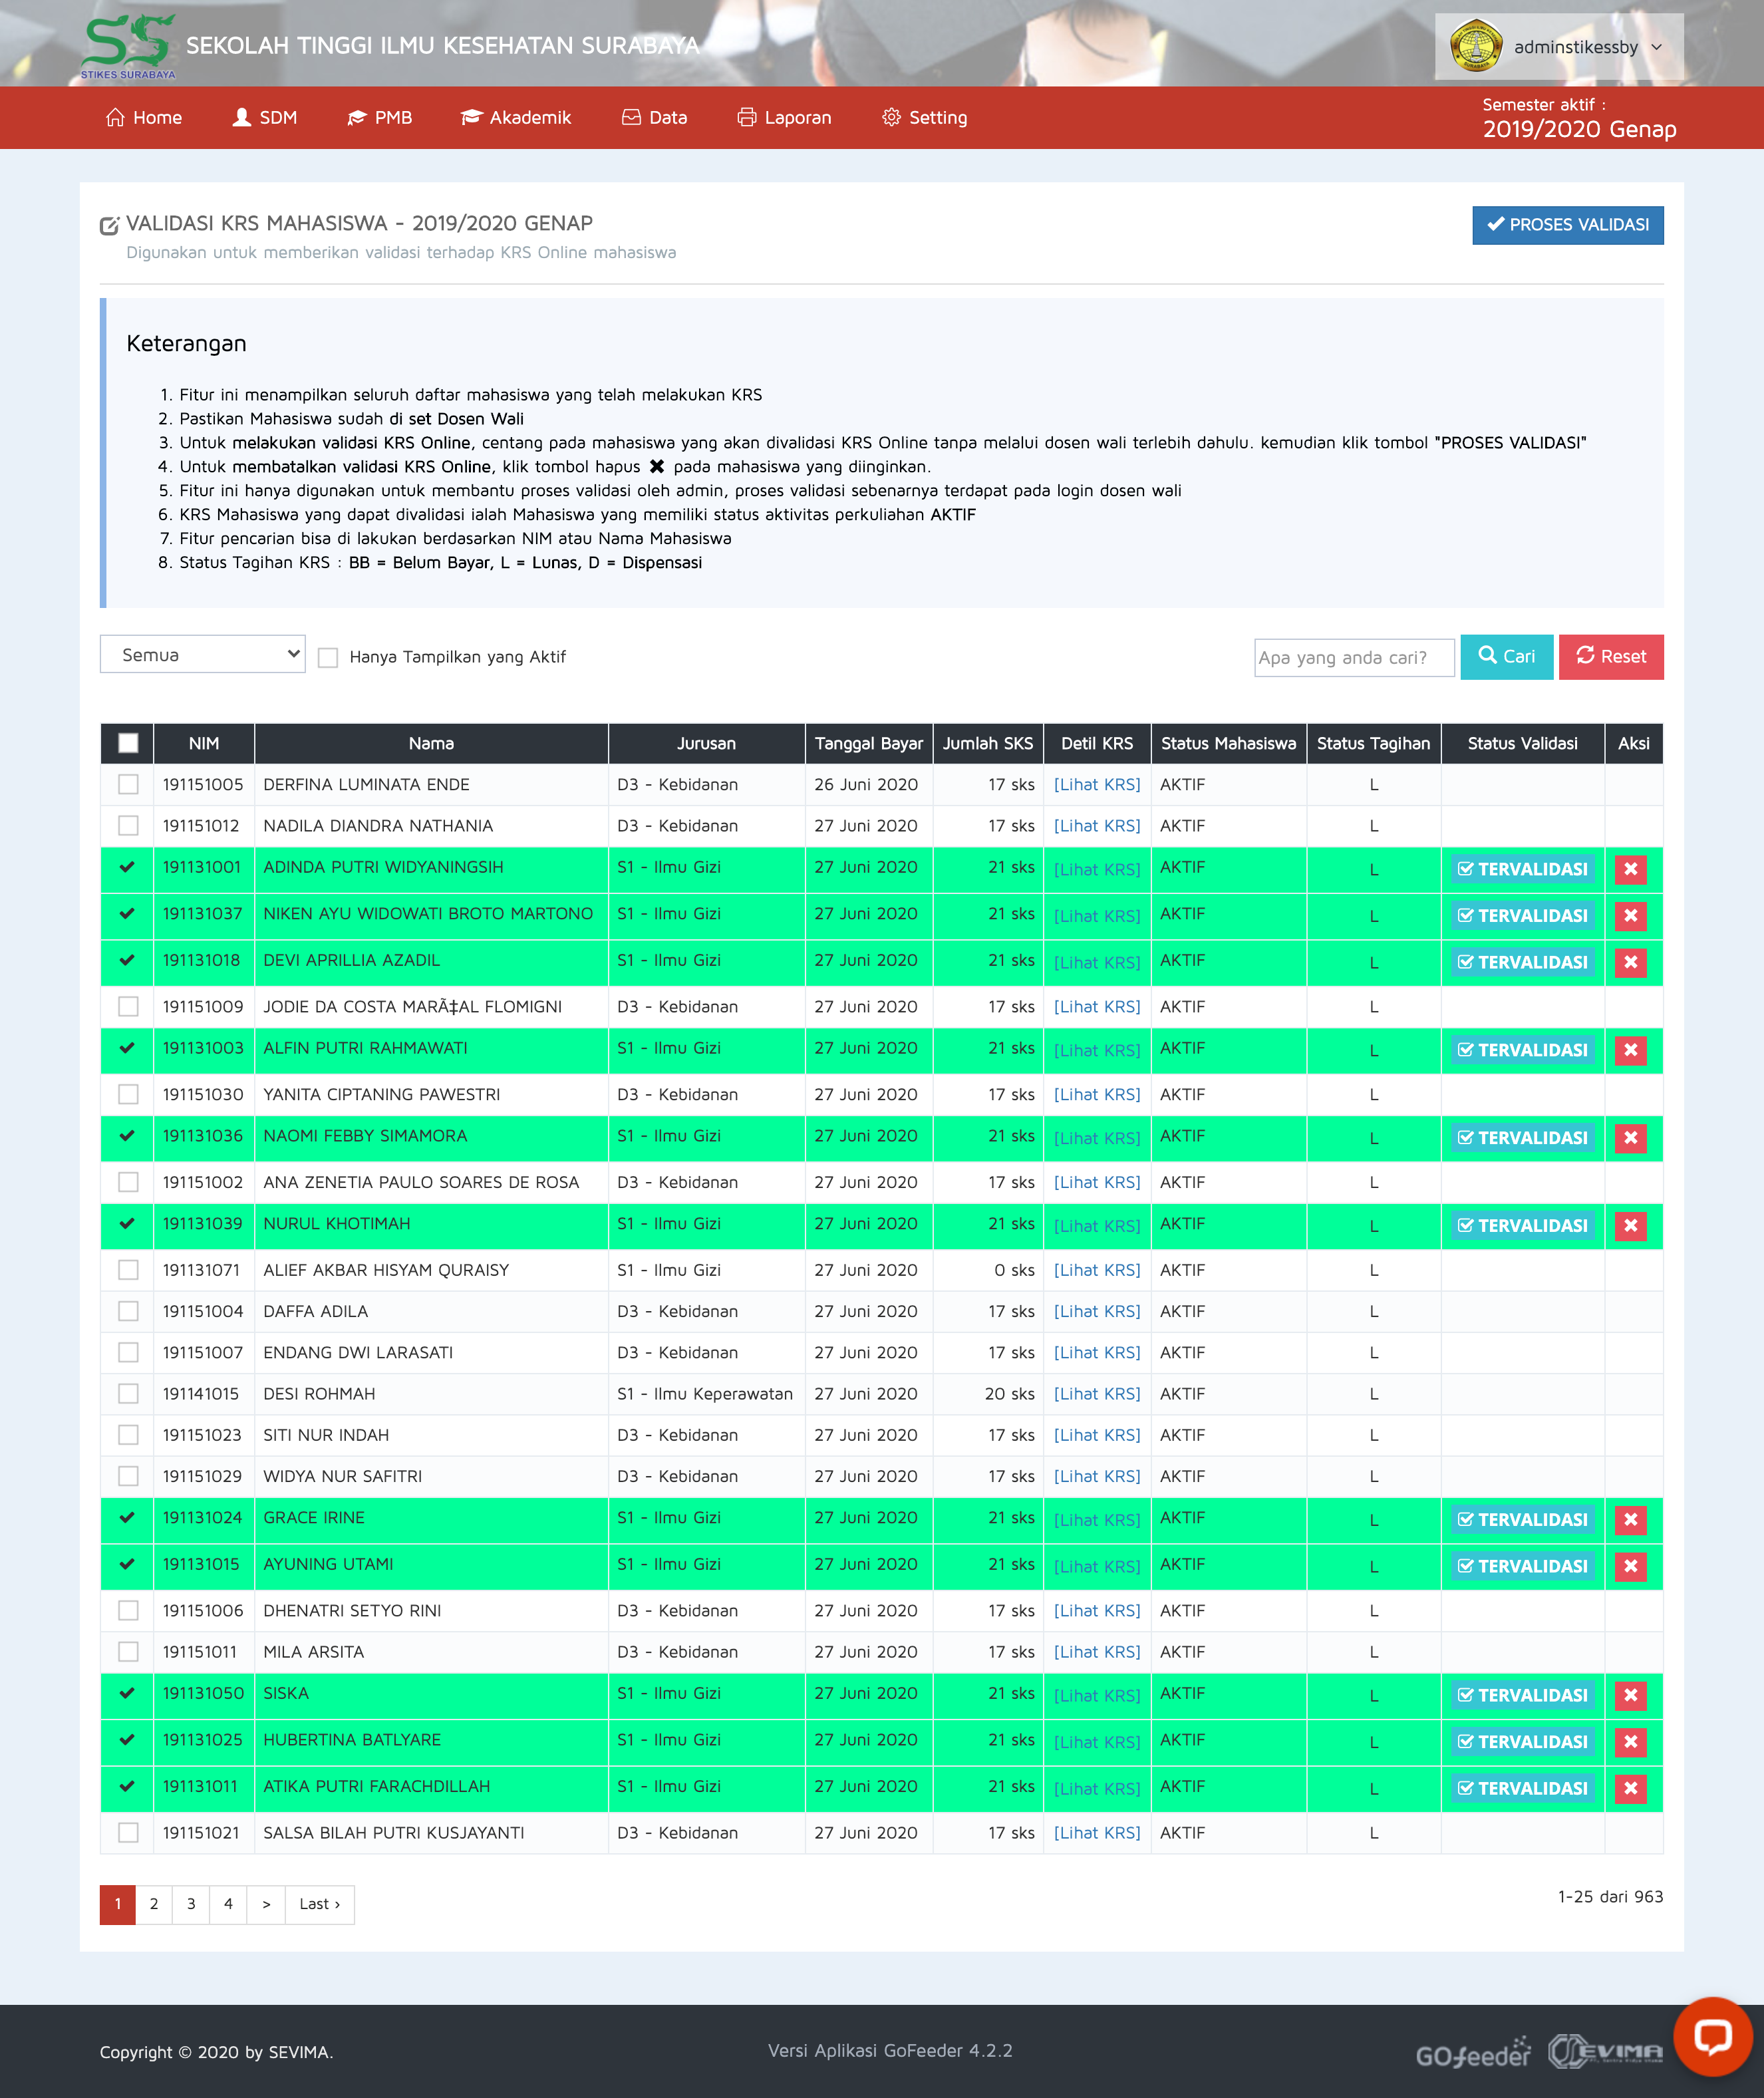 SS
STIKES SURABAYA
SEKOLAH TINGGI ILMU KESEHATAN SURABAYA
adminstikessby
Home SDM PMB Akademik Data Laporan Setting
Semester aktif :
2019/2020 Genap
VALIDASI KRS MAHASISWA - 2019/2020 GENAP
PROSES VALIDASI
Digunakan untuk memberikan validasi terhadap KRS Online mahasiswa
Keterangan
1. Fitur ini menampilkan seluruh daftar mahasiswa yang telah melakukan KRS
2. Pastikan Mahasiswa sudah di set Dosen Wali
3. Untuk melakukan validasi KRS Online, centang pada mahasiswa yang akan divalidasi KRS Online tanpa melalui dosen wali terlebih dahulu. kemudian klik tombol "PROSES VALIDASI"
4. Untuk membatalkan validasi KRS Online, klik tombol hapus ✖ pada mahasiswa yang diinginkan.
5. Fitur ini hanya digunakan untuk membantu proses validasi oleh admin, proses validasi sebenarnya terdapat pada login dosen wali
6. KRS Mahasiswa yang dapat divalidasi ialah Mahasiswa yang memiliki status aktivitas perkuliahan AKTIF
7. Fitur pencarian bisa di lakukan berdasarkan NIM atau Nama Mahasiswa
8. Status Tagihan KRS : BB = Belum Bayar, L = Lunas, D = Dispensasi
Semua Hanya Tampilkan yang Aktif Apa yang anda cari? Cari Reset
NIM Nama Jurusan Tanggal Bayar Jumlah SKS Detil KRS Status Mahasiswa Status Tagihan Status Validasi Aksi
191151005 DERFINA LUMINATA ENDE D3 - Kebidanan 26 Juni 2020 17 sks [Lihat KRS] AKTIF L
191151012 NADILA DIANDRA NATHANIA D3 - Kebidanan 27 Juni 2020 17 sks [Lihat KRS] AKTIF L
191131001 ADINDA PUTRI WIDYANINGSIH S1 - Ilmu Gizi 27 Juni 2020 21 sks [Lihat KRS] AKTIF L TERVALIDASI
191131037 NIKEN AYU WIDOWATI BROTO MARTONO S1 - Ilmu Gizi 27 Juni 2020 21 sks [Lihat KRS] AKTIF L TERVALIDASI
191131018 DEVI APRILLIA AZADIL S1 - Ilmu Gizi 27 Juni 2020 21 sks [Lihat KRS] AKTIF L TERVALIDASI
191151009 JODIE DA COSTA MARÃ‡AL FLOMIGNI D3 - Kebidanan 27 Juni 2020 17 sks [Lihat KRS] AKTIF L
191131003 ALFIN PUTRI RAHMAWATI S1 - Ilmu Gizi 27 Juni 2020 21 sks [Lihat KRS] AKTIF L TERVALIDASI
191151030 YANITA CIPTANING PAWESTRI D3 - Kebidanan 27 Juni 2020 17 sks [Lihat KRS] AKTIF L
191131036 NAOMI FEBBY SIMAMORA S1 - Ilmu Gizi 27 Juni 2020 21 sks [Lihat KRS] AKTIF L TERVALIDASI
191151002 ANA ZENETIA PAULO SOARES DE ROSA D3 - Kebidanan 27 Juni 2020 17 sks [Lihat KRS] AKTIF L
191131039 NURUL KHOTIMAH S1 - Ilmu Gizi 27 Juni 2020 21 sks [Lihat KRS] AKTIF L TERVALIDASI
191131071 ALIEF AKBAR HISYAM QURAISY S1 - Ilmu Gizi 27 Juni 2020 0 sks [Lihat KRS] AKTIF L
191151004 DAFFA ADILA D3 - Kebidanan 27 Juni 2020 17 sks [Lihat KRS] AKTIF L
191151007 ENDANG DWI LARASATI D3 - Kebidanan 27 Juni 2020 17 sks [Lihat KRS] AKTIF L
191141015 DESI ROHMAH S1 - Ilmu Keperawatan 27 Juni 2020 20 sks [Lihat KRS] AKTIF L
191151023 SITI NUR INDAH D3 - Kebidanan 27 Juni 2020 17 sks [Lihat KRS] AKTIF L
191151029 WIDYA NUR SAFITRI D3 - Kebidanan 27 Juni 2020 17 sks [Lihat KRS] AKTIF L
191131024 GRACE IRINE S1 - Ilmu Gizi 27 Juni 2020 21 sks [Lihat KRS] AKTIF L TERVALIDASI
191131015 AYUNING UTAMI S1 - Ilmu Gizi 27 Juni 2020 21 sks [Lihat KRS] AKTIF L TERVALIDASI
191151006 DHENATRI SETYO RINI D3 - Kebidanan 27 Juni 2020 17 sks [Lihat KRS] AKTIF L
191151011 MILA ARSITA D3 - Kebidanan 27 Juni 2020 17 sks [Lihat KRS] AKTIF L
191131050 SISKA S1 - Ilmu Gizi 27 Juni 2020 21 sks [Lihat KRS] AKTIF L TERVALIDASI
191131025 HUBERTINA BATLYARE S1 - Ilmu Gizi 27 Juni 2020 21 sks [Lihat KRS] AKTIF L TERVALIDASI
191131011 ATIKA PUTRI FARACHDILLAH S1 - Ilmu Gizi 27 Juni 2020 21 sks [Lihat KRS] AKTIF L TERVALIDASI
191151021 SALSA BILAH PUTRI KUSJAYANTI D3 - Kebidanan 27 Juni 2020 17 sks [Lihat KRS] AKTIF L
1 2 3 4 > Last ›
1-25 dari 963
Copyright © 2020 by SEVIMA.
Versi Aplikasi GoFeeder 4.2.2
GOfeeder SEVIMA